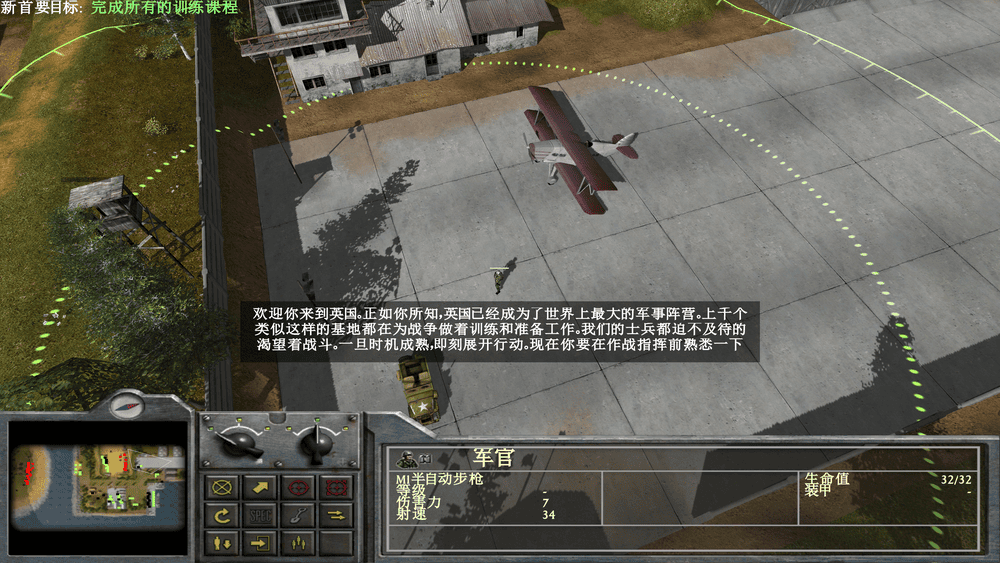 新首要目标: 完成所有的训练课程
欢迎你来到英国。正如你所知,英国已经成为了世界上最大的军事阵营。上千个
类似这样的基地都在为战争做着训练和准备工作。我们的士兵都迫不及待的
渴望着战斗。一旦时机成熟,即刻展开行动。现在你要在作战指挥前熟悉一下
军官
M1半自动步枪
等级 -
伤害力 7
射速 34
生命值 32/32
装甲 -